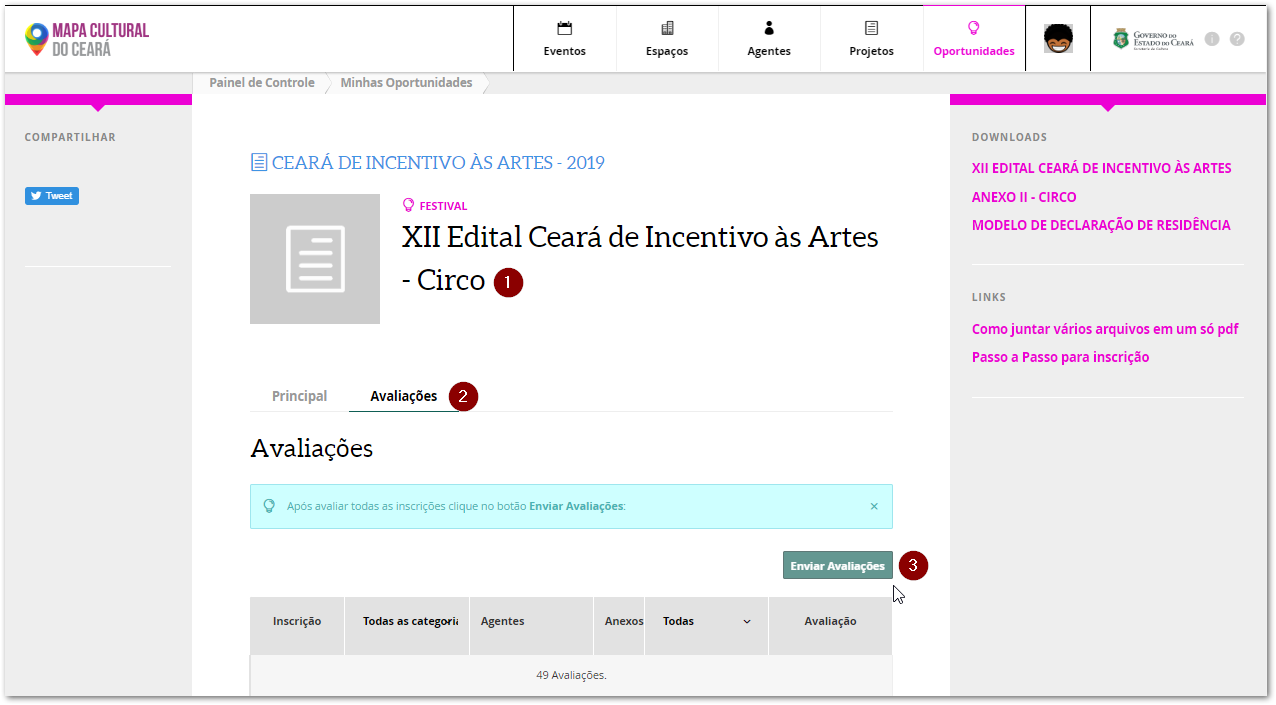 MAPA CULTURAL
DO CEARÁ
Eventos
Espaços
Agentes
Projetos
Oportunidades
GOVERNO DO
ESTADO DO CEARÁ
Secretaria da Cultura
i
?
Painel de Controle
Minhas Oportunidades
COMPARTILHAR
Tweet
CEARÁ DE INCENTIVO ÀS ARTES - 2019
FESTIVAL
XII Edital Ceará de Incentivo às Artes
- Circo
1
Principal
Avaliações
2
Avaliações
Após avaliar todas as inscrições clique no botão Enviar Avaliações:
×
Enviar Avaliações
3
Inscrição
Todas as categoria
Agentes
Anexos
Todas
Avaliação
49 Avaliações.
DOWNLOADS
XII EDITAL CEARÁ DE INCENTIVO ÀS ARTES
ANEXO II - CIRCO
MODELO DE DECLARAÇÃO DE RESIDÊNCIA
LINKS
Como juntar vários arquivos em um só pdf
Passo a Passo para inscrição